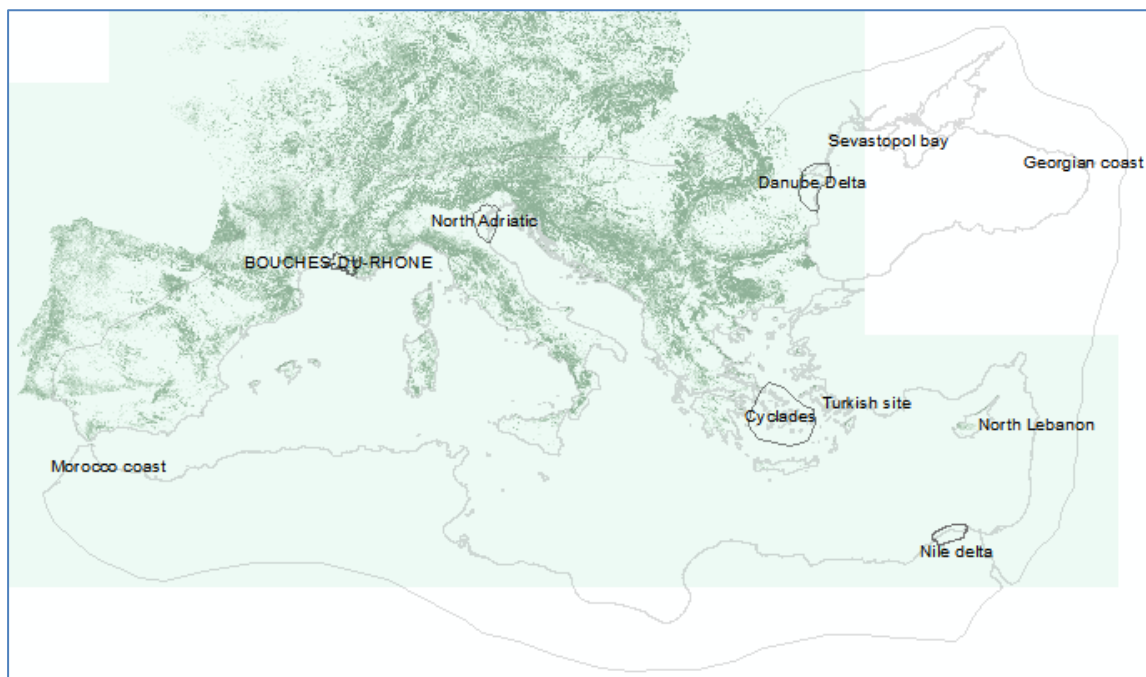 Sevastopol bay
Georgian coast
Danube Delta
North Adriatic
BOUCHES-DU-RHONE
Turkish site
Cyclades
North Lebanon
Morocco coast
Nile delta